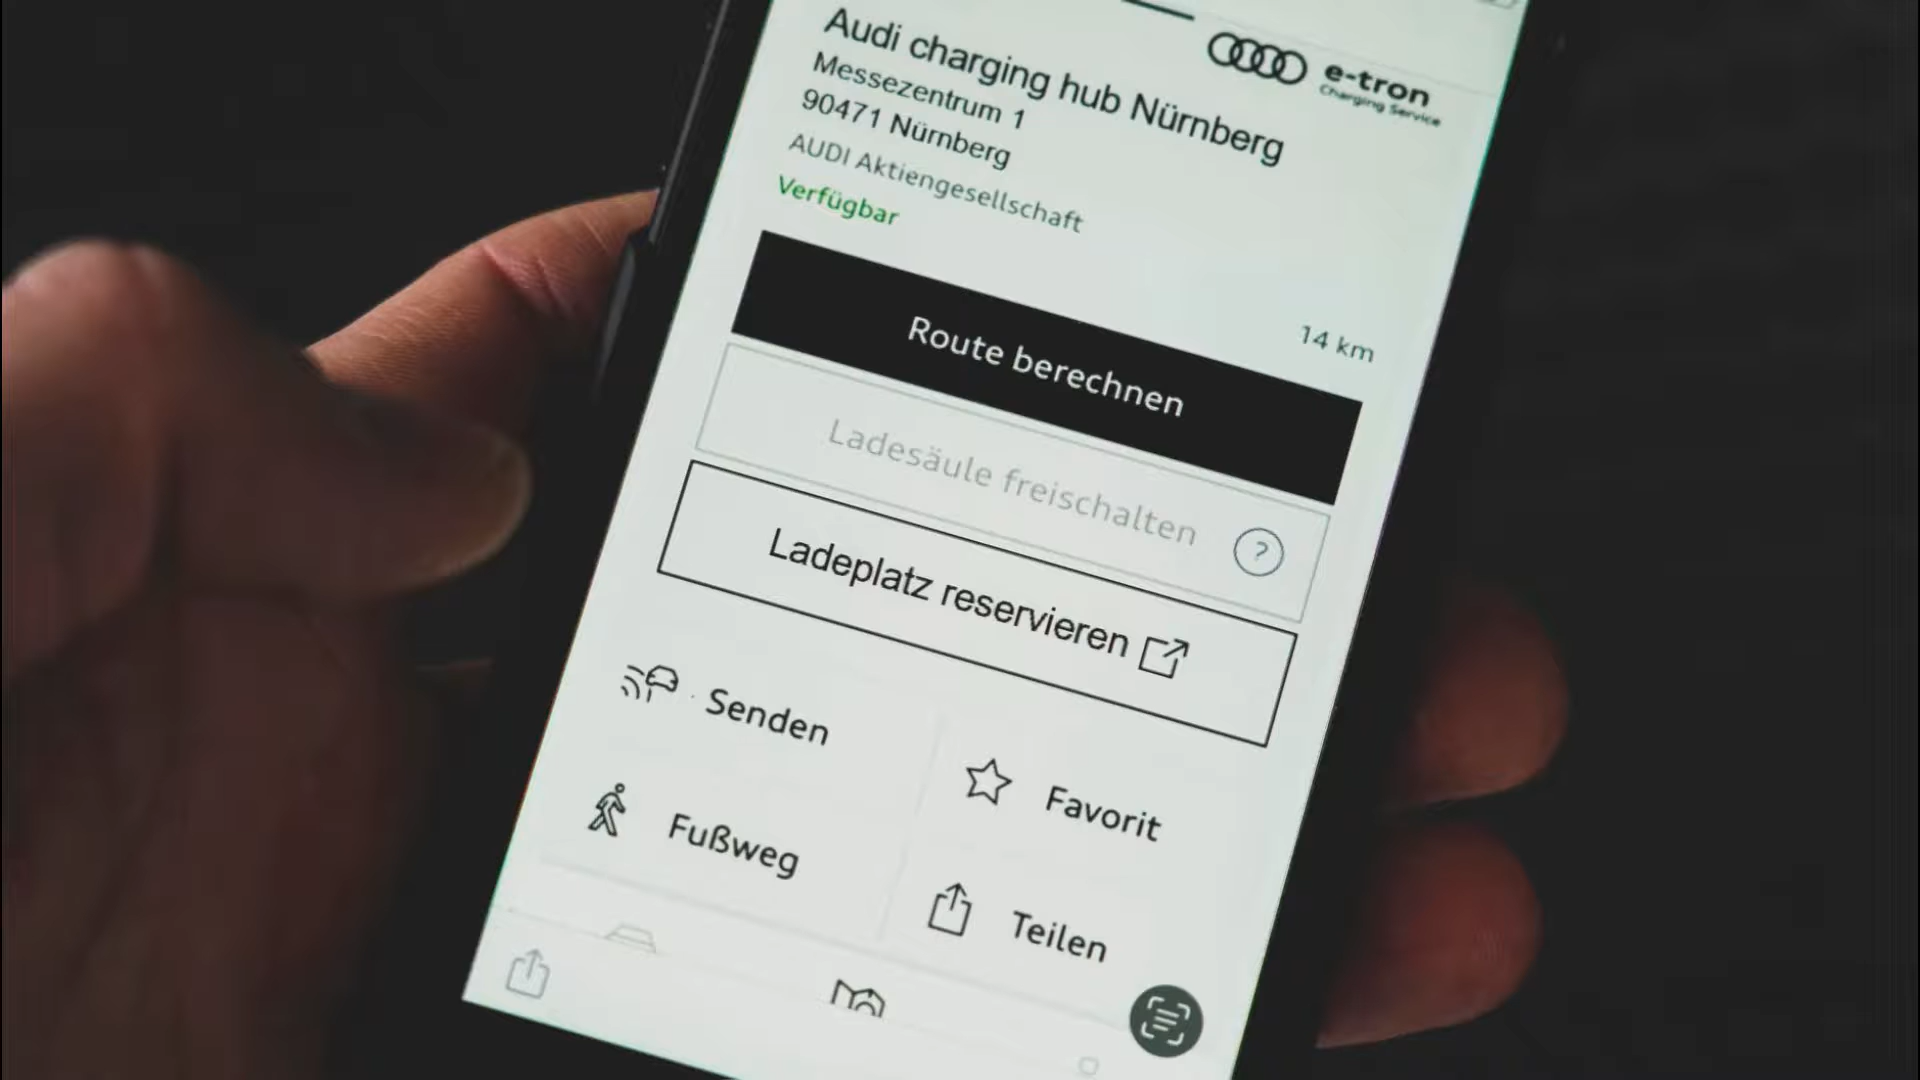 Audi charging hub Nürnberg
e-tron
Charging Service
Messezentrum 1
90471 Nürnberg
AUDI Aktiengesellschaft
Verfügbar
14 km
Route berechnen
Ladesäule freischalten ?
Ladeplatz reservieren
Senden
Favorit
Fußweg
Teilen